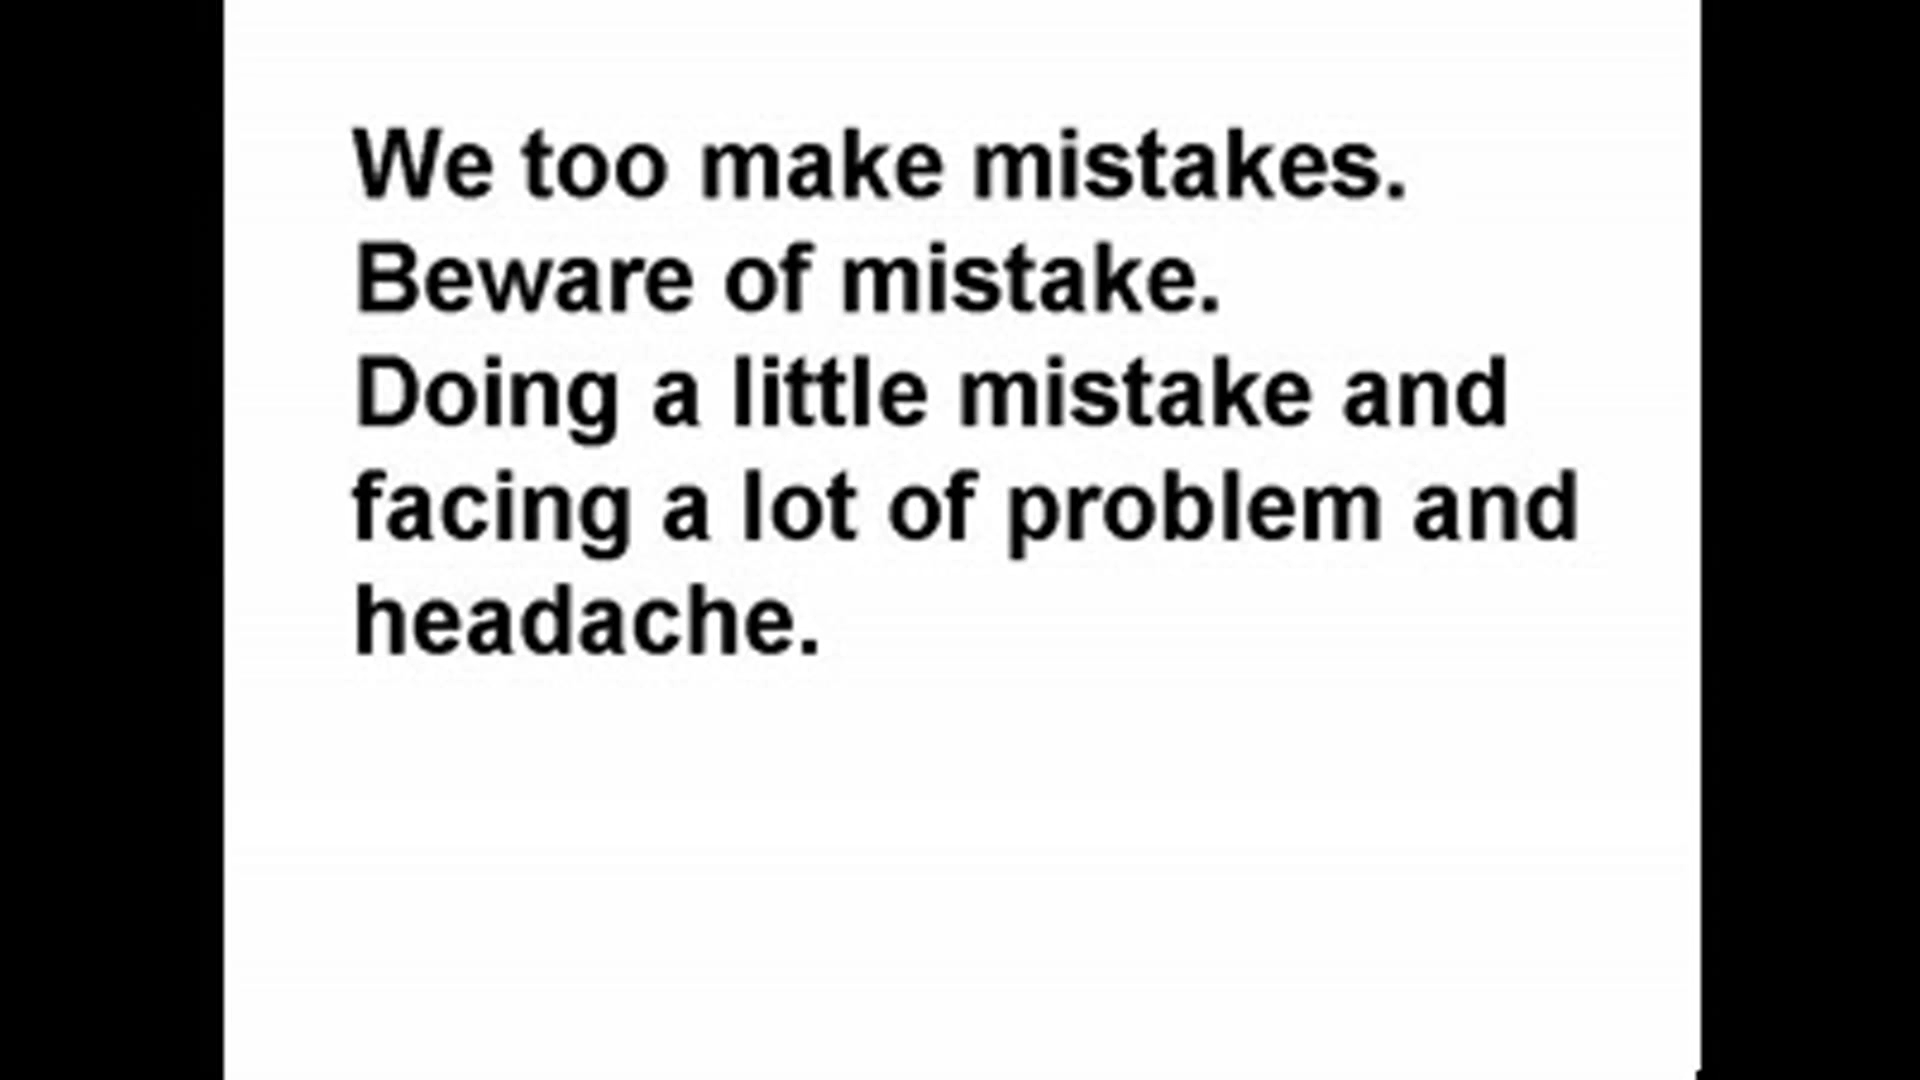 We too make mistakes.
Beware of mistake.
Doing a little mistake and
facing a lot of problem and
headache.